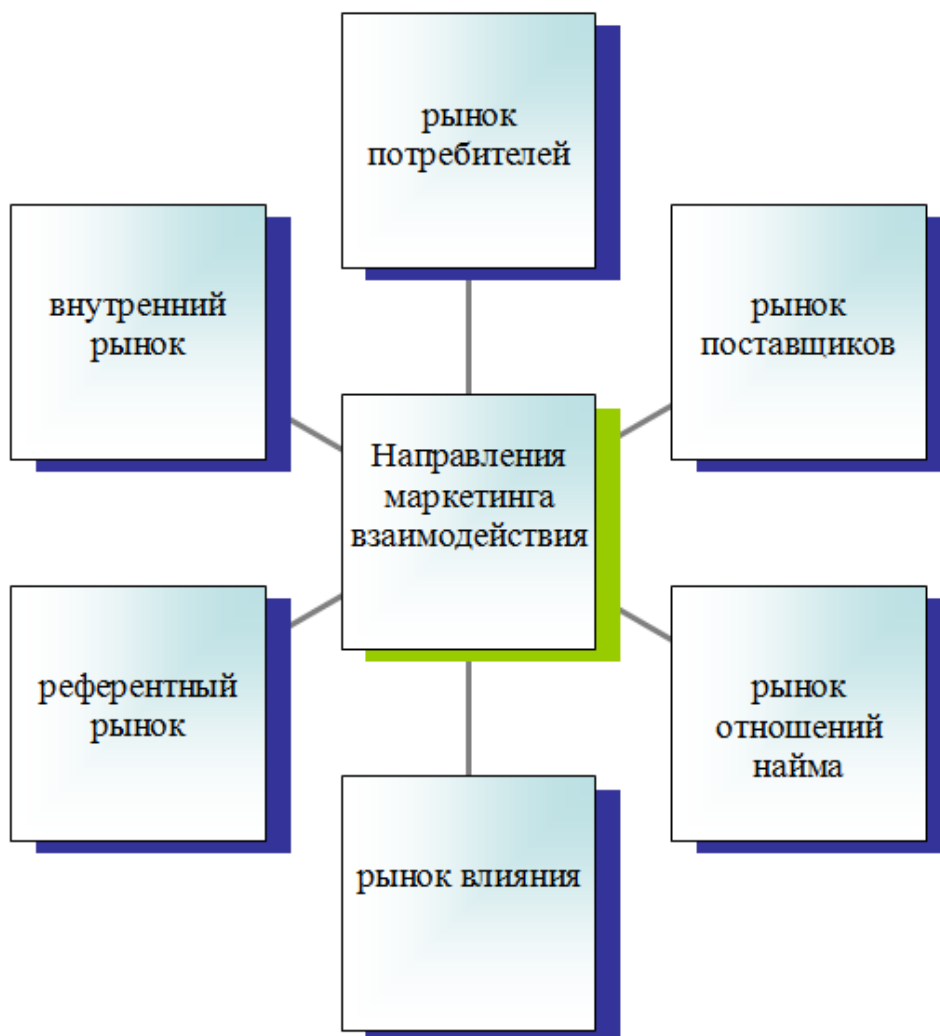 рынок
потребителей
внутренний
рынок
рынок
поставщиков
Направления
маркетинга
взаимодействия
референтный
рынок
рынок
отношений
найма
рынок влияния